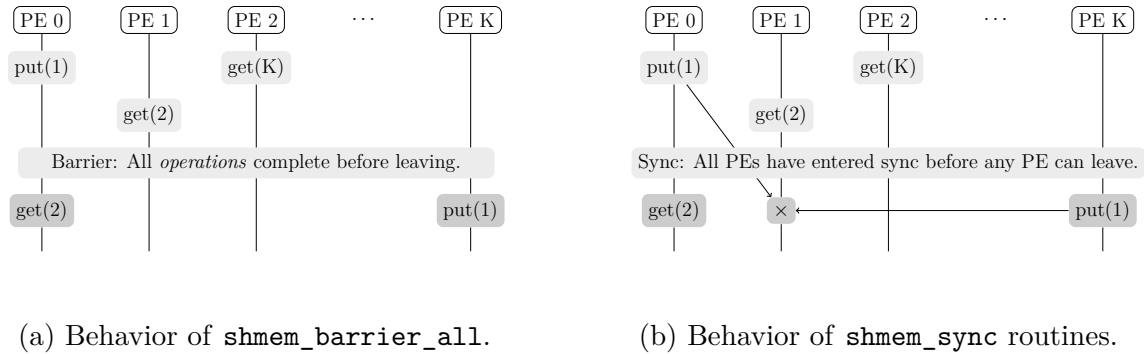 PE 0 PE 1 PE 2 ... PE K PE 0 PE 1 PE 2 ... PE K
put(1) get(K) put(1) get(K)
get(2) get(2)
Barrier: All operations complete before leaving. Sync: All PEs have entered sync before any PE can leave.
get(2) put(1) get(2) × put(1)
(a) Behavior of shmem_barrier_all. (b) Behavior of shmem_sync routines.